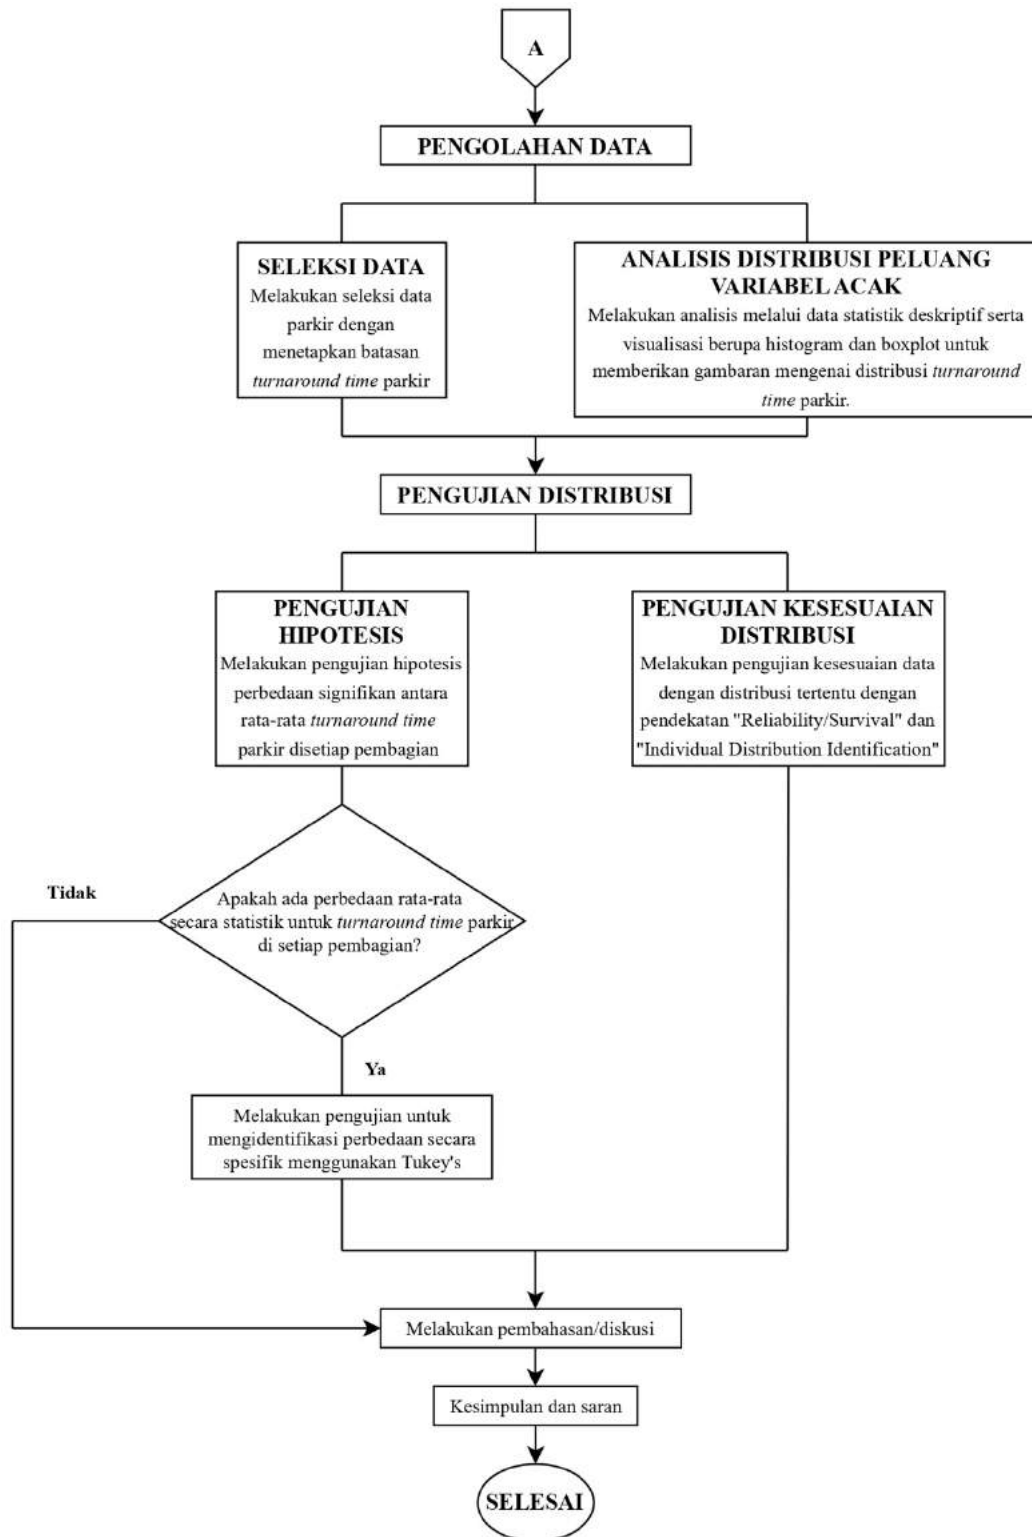 A
PENGOLAHAN DATA
SELEKSI DATA
Melakukan seleksi data
parkir dengan
menetapkan batasan
turnaround time parkir
ANALISIS DISTRIBUSI PELUANG
VARIABEL ACAK
Melakukan analisis melalui data statistik deskriptif serta
visualisasi berupa histogram dan boxplot untuk
memberikan gambaran mengenai distribusi turnaround
time parkir.
PENGUJIAN DISTRIBUSI
PENGUJIAN
HIPOTESIS
Melakukan pengujian hipotesis
perbedaan signifikan antara
rata-rata turnaround time
parkir disetiap pembagian
PENGUJIAN KESESUAIAN
DISTRIBUSI
Melakukan pengujian kesesuaian data
dengan distribusi tertentu dengan
pendekatan "Reliability/Survival" dan
"Individual Distribution Identification"
Tidak
Apakah ada perbedaan rata-rata
secara statistik untuk turnaround time parkir
di setiap pembagian?
Ya
Melakukan pengujian untuk
mengidentifikasi perbedaan secara
spesifik menggunakan Tukey's
Melakukan pembahasan/diskusi
Kesimpulan dan saran
SELESAI